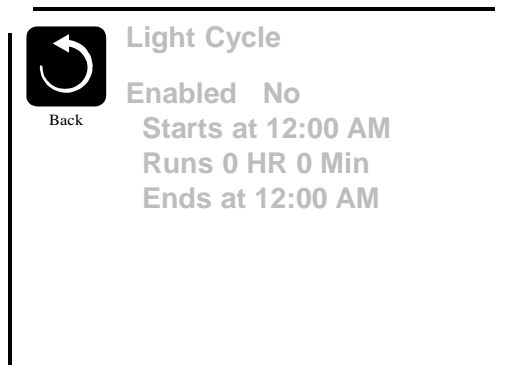 Light Cycle
Back
Enabled No
Starts at 12:00 AM
Runs 0 HR 0 Min
Ends at 12:00 AM